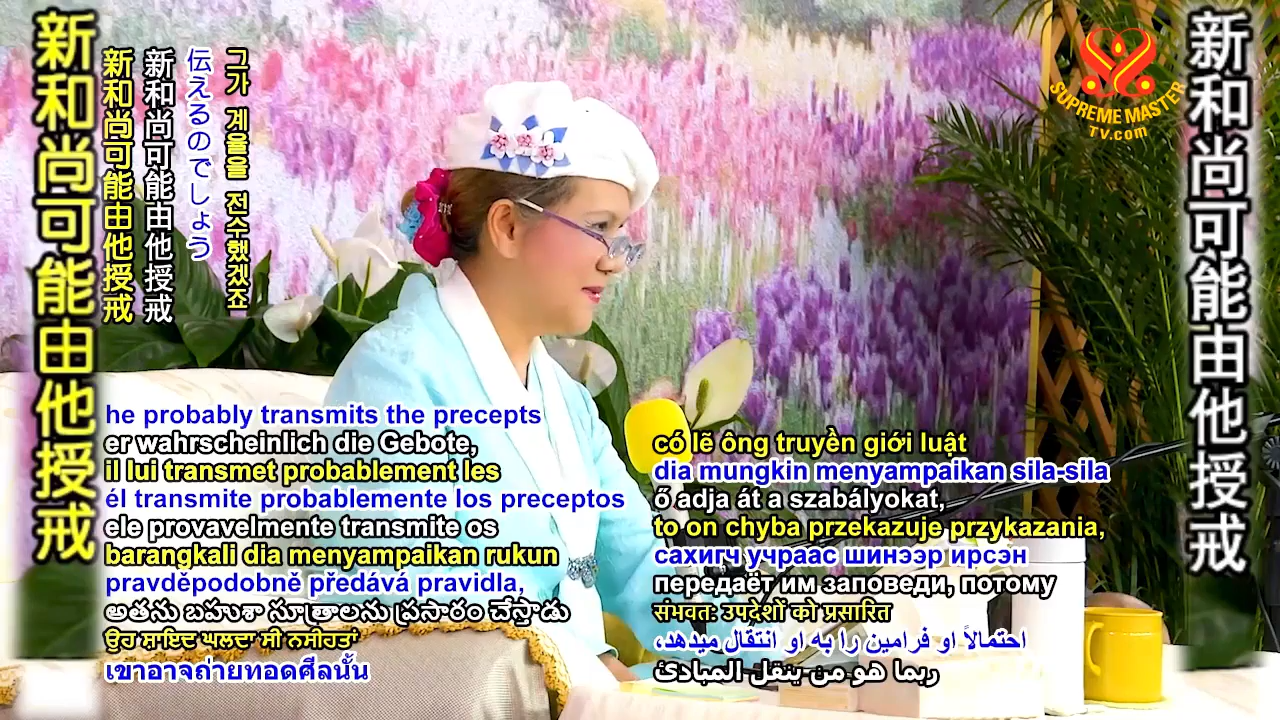 新和尚可能由他授戒
新和尚可能由他授戒
新和尚可能由他授戒
伝えるのでしょう
그가 계율을 전수했겠죠
SUPREME MASTER
TV.com
新和尚可能由他授戒
he probably transmits the precepts
er wahrscheinlich die Gebote,
il lui transmet probablement les
él transmite probablemente los preceptos
ele provavelmente transmite os
barangkali dia menyampaikan rukun
pravděpodobně předává pravidla,
అతను బహుశా సూత్రాలను ప్రసారం చేస్తాడు
ਉਹ ਸ਼ਾਇਦ ਘਲਦਾ ਸੀ ਨਸੀਹਤਾਂ
เขาอาจถ่ายทอดศีลนั้น
có lẽ ông truyền giới luật
dia mungkin menyampaikan sila-sila
ő adja át a szabályokat,
to on chyba przekazuje przykazania,
сахигч учраас шинээр ирсэн
передаёт им заповеди, потому
संभवतः उपदेशों को प्रसारित
احتمالاً او فرامین را به او انتقال میدهد،
ربما هو من ينقل المبادئ